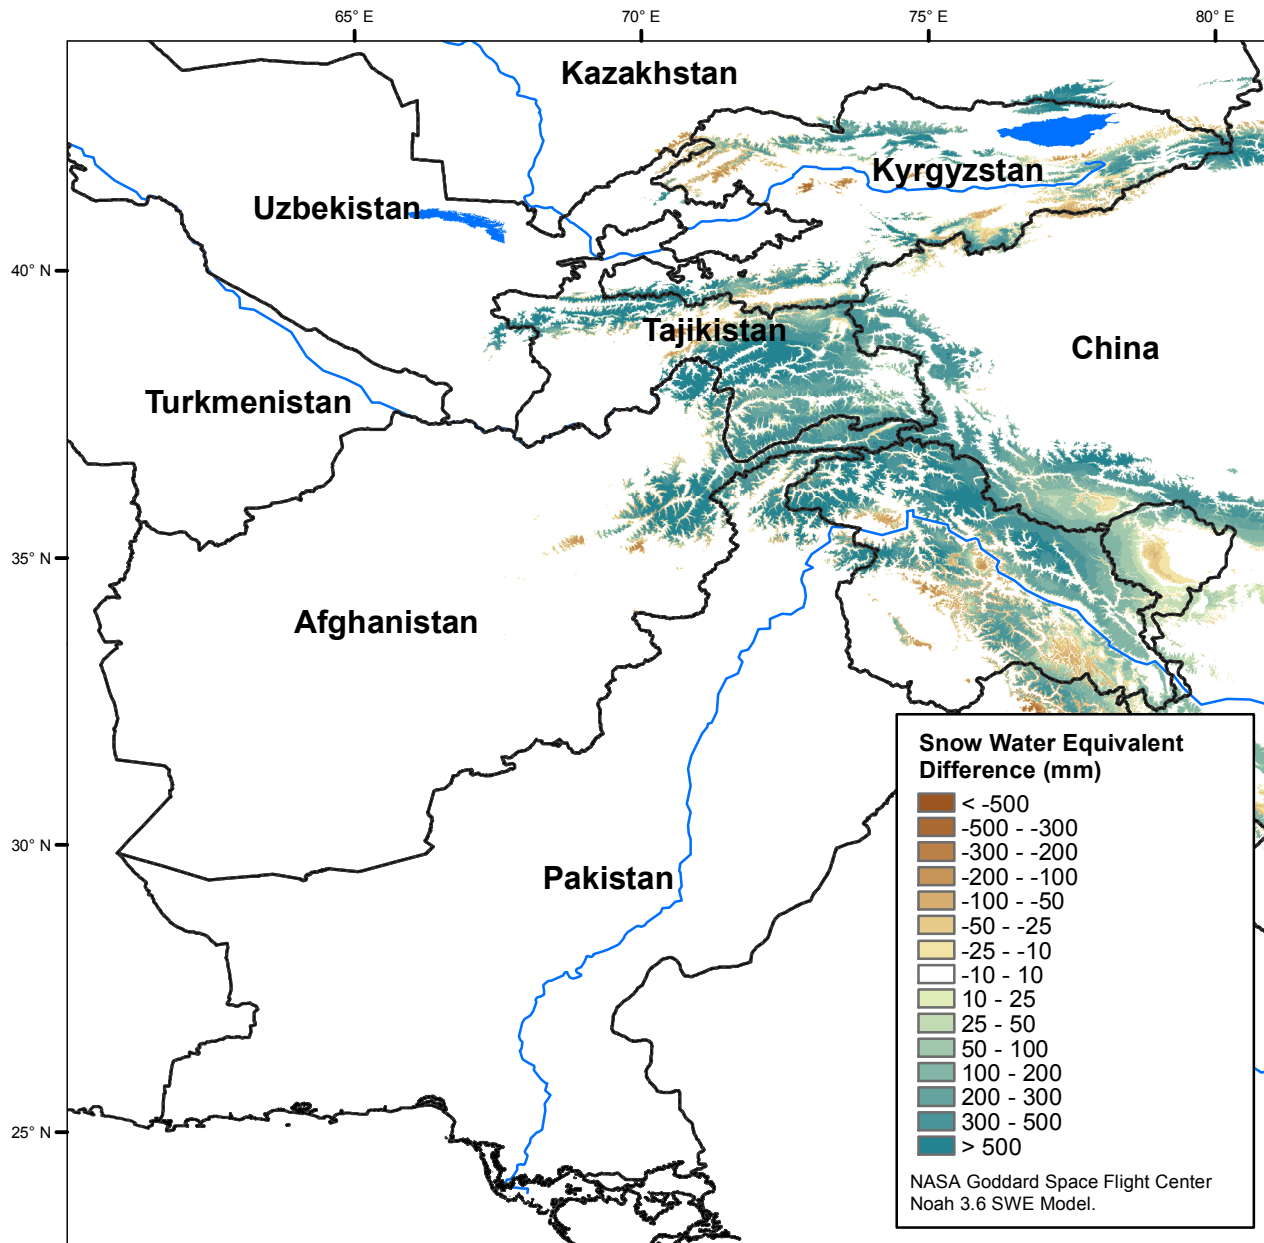 65° E
70° E
75° E
80° E
Kazakhstan
Kyrgyzstan
Uzbekistan
40° N
Tajikistan
China
Turkmenistan
35° N
Afghanistan
30° N
Pakistan
25° N
Snow Water Equivalent
Difference (mm)
< -500
-500 - -300
-300 - -200
-200 - -100
-100 - -50
-50 - -25
-25 - -10
-10 - 10
10 - 25
25 - 50
50 - 100
100 - 200
200 - 300
300 - 500
> 500
NASA Goddard Space Flight Center
Noah 3.6 SWE Model.